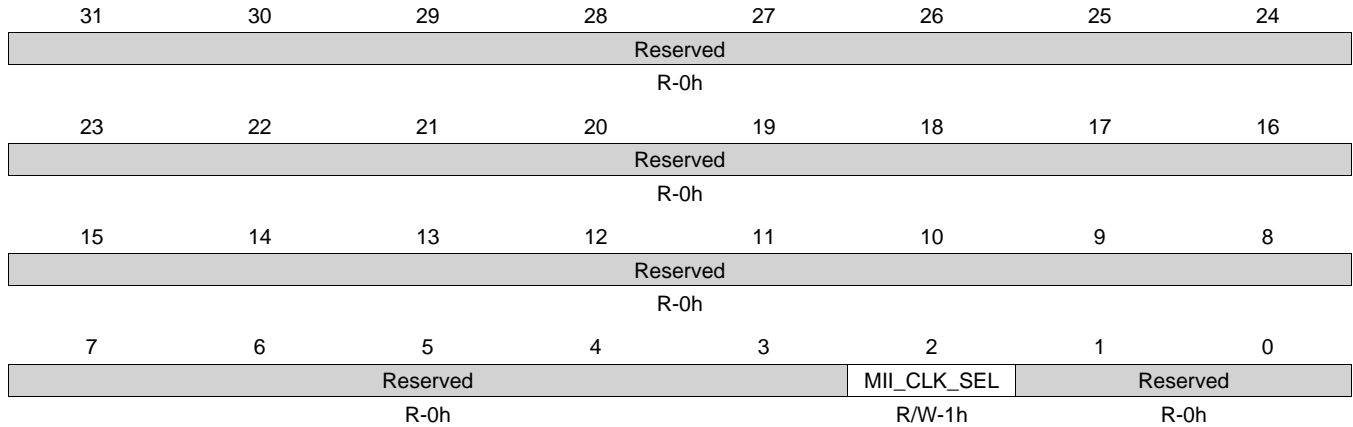 31 30 29 28 27 26 25 24
Reserved
R-0h
23 22 21 20 19 18 17 16
Reserved
R-0h
15 14 13 12 11 10 9 8
Reserved
R-0h
7 6 5 4 3 2 1 0
Reserved MII_CLK_SEL Reserved
R-0h R/W-1h R-0h